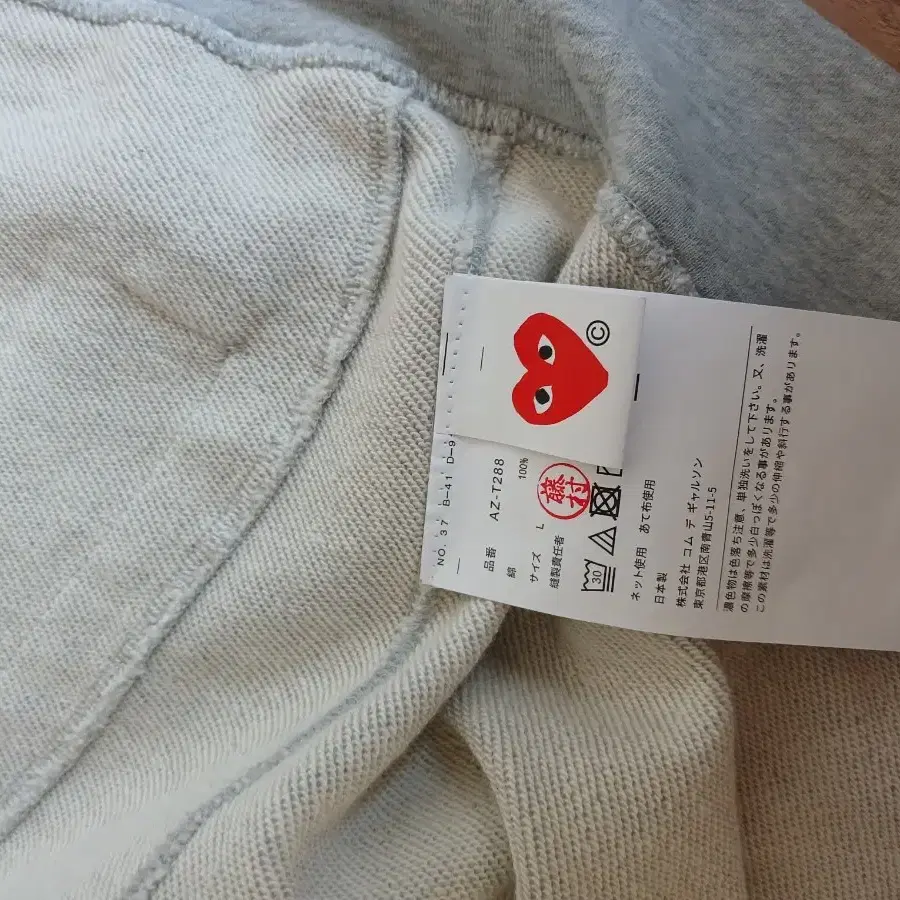 ©
NO. 37 B-41 D-9
品番 AZ-T288
綿 100%
サイズ L
縫製責任者 藤村
30
ネット使用 あて布使用
日本製
株式会社 コム デ ギャルソン
東京都港区南青山5-11-5
濃色物は色落ち注意、単独洗いをして下さい。又、洗濯
の摩擦等で多少白っぽくなる事があります。
この素材は洗濯等で多少の伸縮や斜行する事があります。